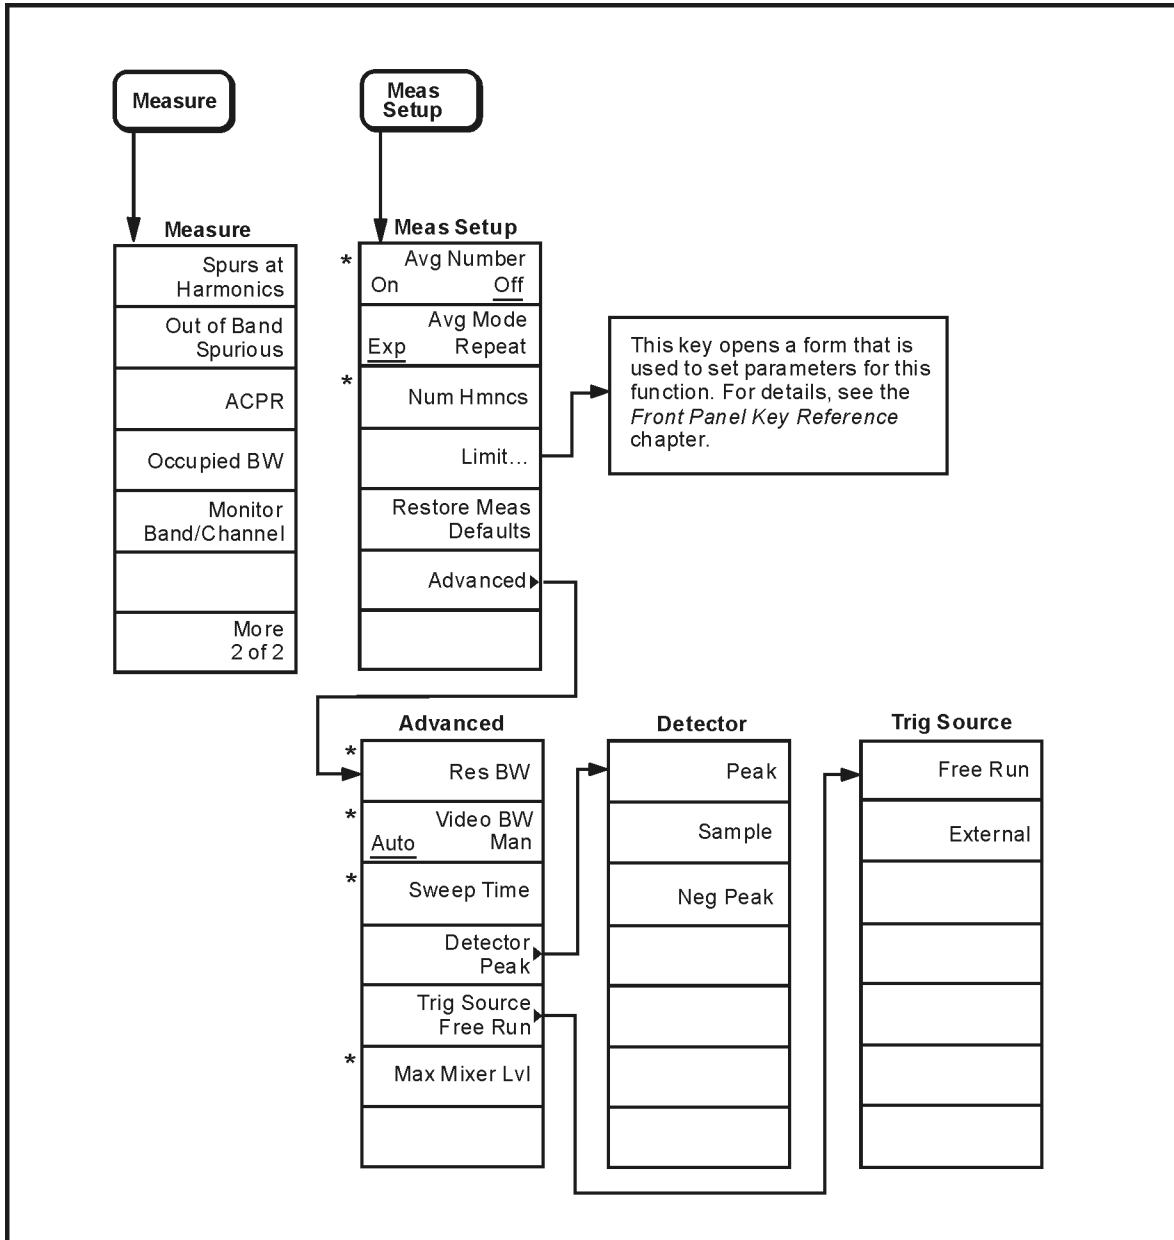 Measure
Meas
Setup
Measure
Spurs at
Harmonics
Out of Band
Spurious
ACPR
Occupied BW
Monitor
Band/Channel
More
2 of 2
Meas Setup
* Avg Number
On Off
Avg Mode
Exp Repeat
* Num Hmncs
Limit...
Restore Meas
Defaults
Advanced
This key opens a form that is
used to set parameters for this
function. For details, see the
Front Panel Key Reference
chapter.
Advanced
*
Res BW
* Video BW
Auto Man
* Sweep Time
Detector
Peak
Trig Source
Free Run
*
Max Mixer Lvl
Detector
Peak
Sample
Neg Peak
Trig Source
Free Run
External